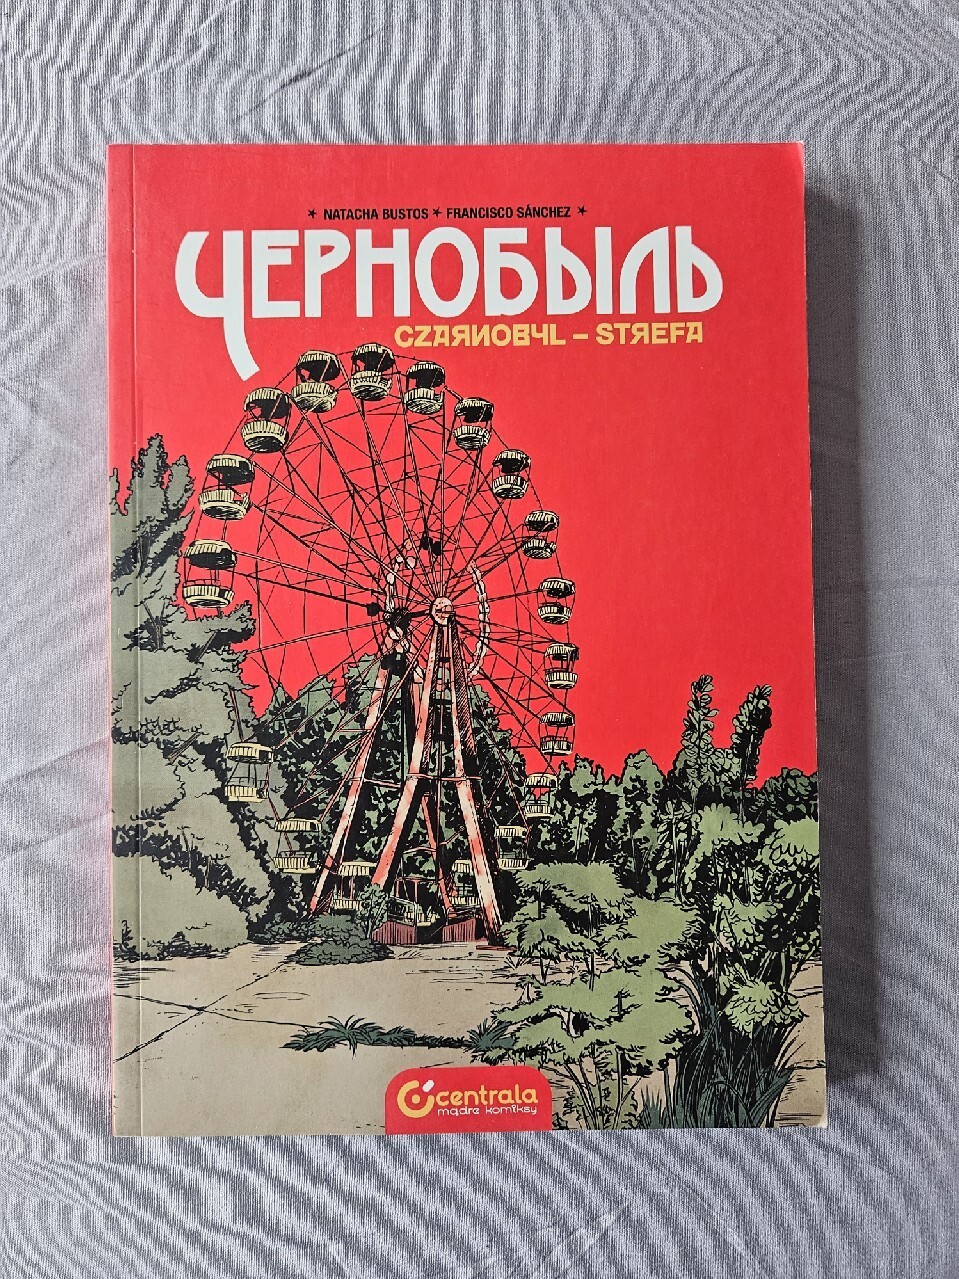 * NATACHA BUSTOS * FRANCISCO SÁNCHEZ *
ЧЕРНОБЫЛЬ
CZARNOBYL – STREFA
centrala
mądre komiksy